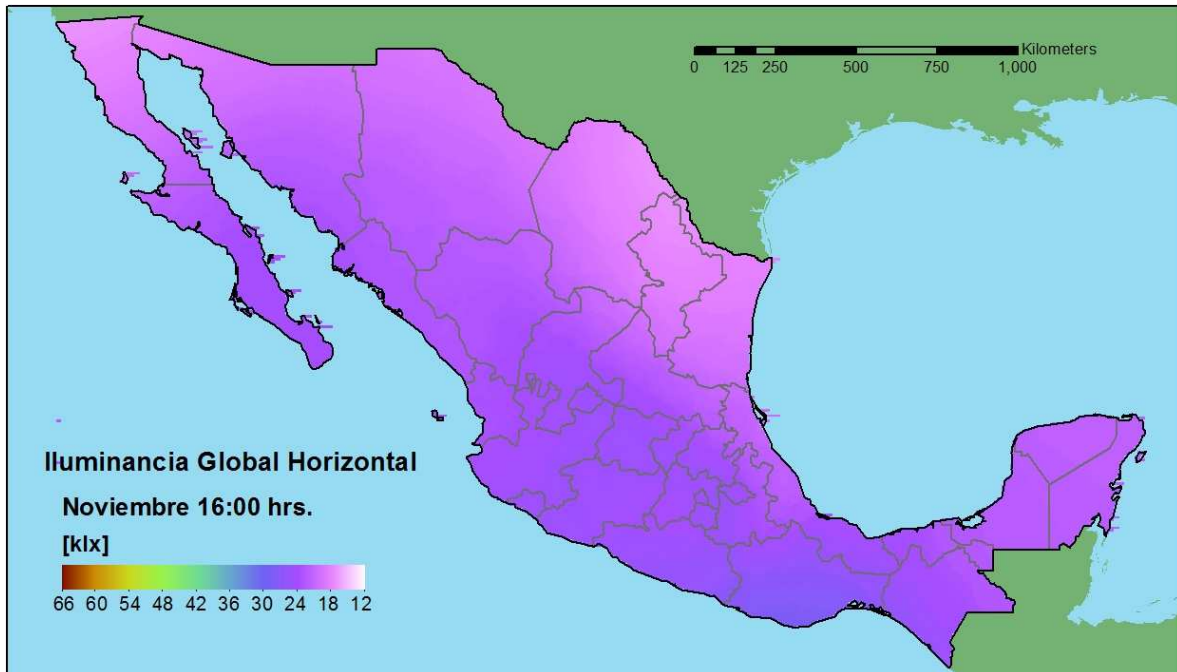 Kilometers
0 125 250 500 750 1,000
Iluminancia Global Horizontal
Noviembre 16:00 hrs.
[klx]
66 60 54 48 42 36 30 24 18 12